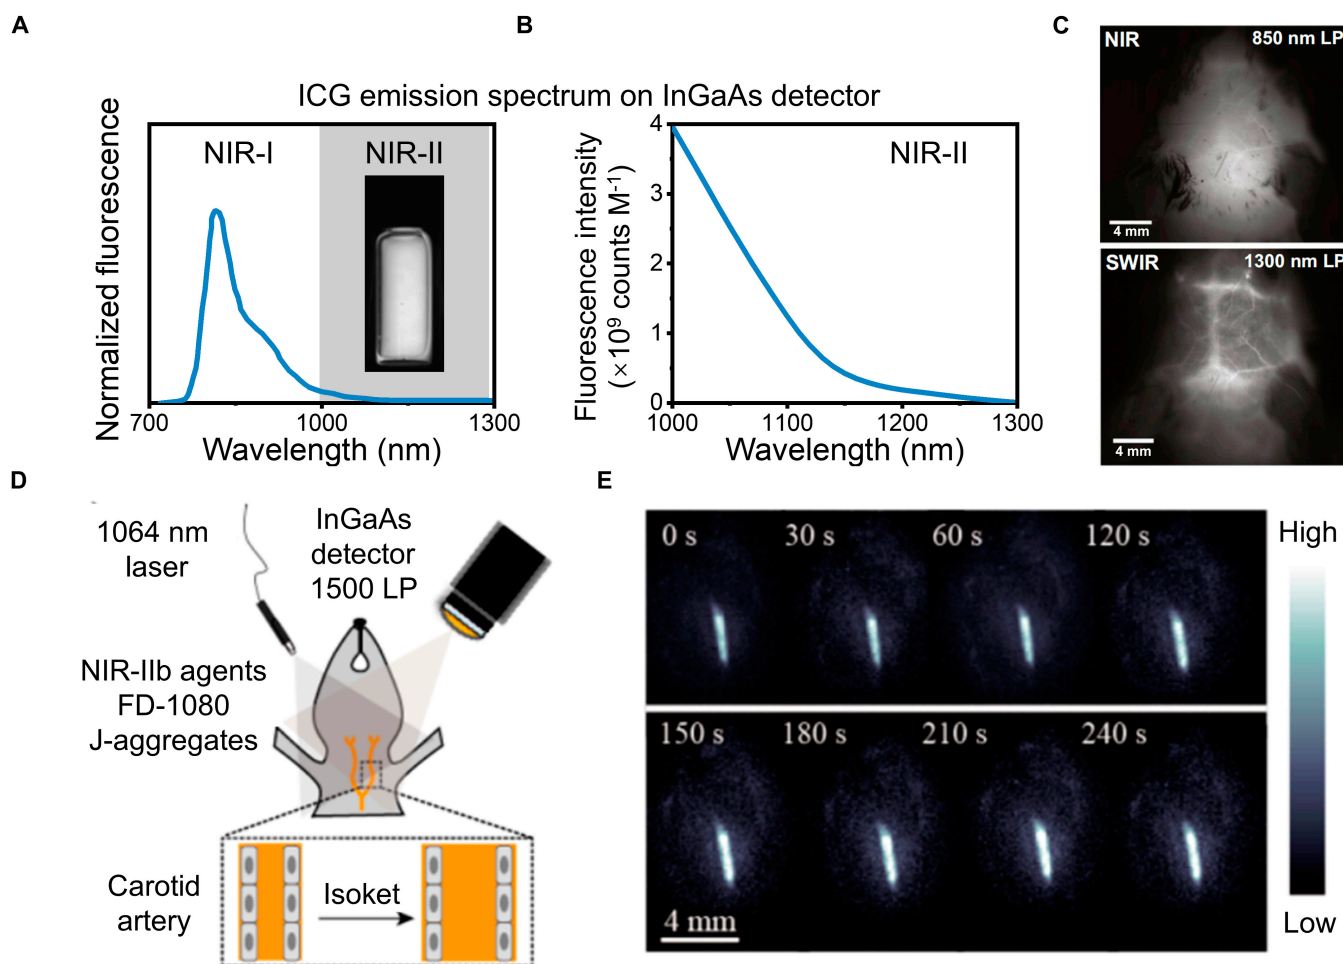 A
B
C
ICG emission spectrum on InGaAs detector
Normalized fluorescence
NIR-I
NIR-II
700
1000
1300
Wavelength (nm)
Fluorescence intensity
(×10⁹ counts M⁻¹)
4
3
2
1
0
NIR-II
1000
1100
1200
1300
Wavelength (nm)
NIR
850 nm LP
4 mm
SWIR
1300 nm LP
4 mm
D
1064 nm
laser
InGaAs
detector
1500 LP
NIR-IIb agents
FD-1080
J-aggregates
Carotid
artery
Isoket
E
0 s
30 s
60 s
120 s
150 s
180 s
210 s
240 s
4 mm
High
Low